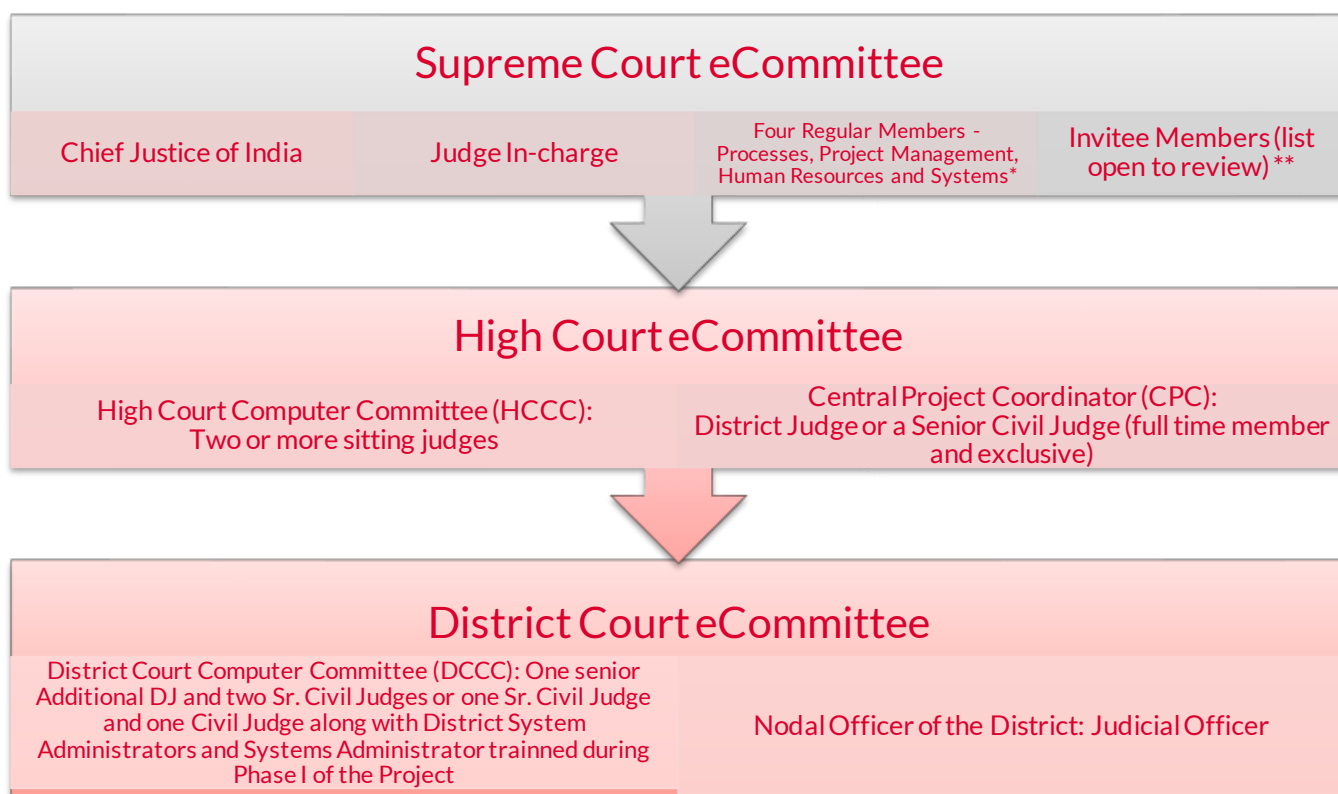 Supreme Court eCommittee
Chief Justice of India
Judge In-charge
Four Regular Members -
Processes, Project Management,
Human Resources and Systems*
Invitee Members (list
open to review) **
High Court eCommittee
High Court Computer Committee (HCCC):
Two or more sitting judges
Central Project Coordinator (CPC):
District Judge or a Senior Civil Judge (full time member
and exclusive)
District Court eCommittee
District Court Computer Committee (DCCC): One senior
Additional DJ and two Sr. Civil Judges or one Sr. Civil Judge
and one Civil Judge along with District System
Administrators and Systems Administrator trainned during
Phase I of the Project
Nodal Officer of the District: Judicial Officer